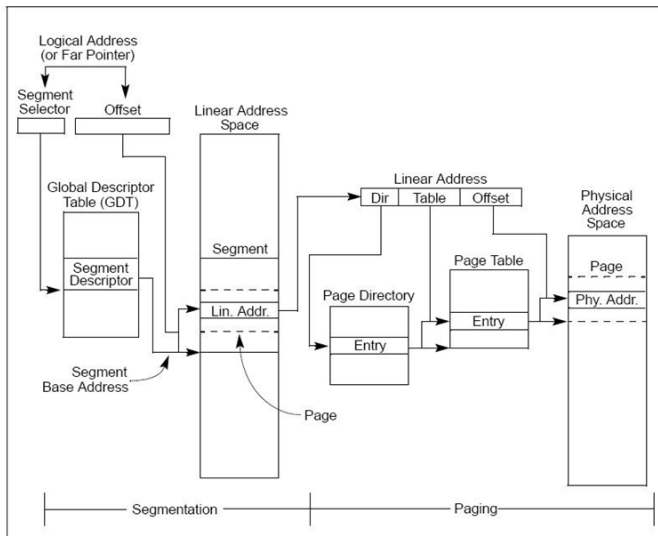 Logical Address
(or Far Pointer)
Segment
Selector
Offset
Linear Address
Space
Global Descriptor
Table (GDT)
Segment
Descriptor
Segment
Base Address
Segment
Lin. Addr.
Page
Linear Address
Dir
Table
Offset
Page Directory
Entry
Page Table
Entry
Physical
Address
Space
Page
Phy. Addr.
Segmentation
Paging